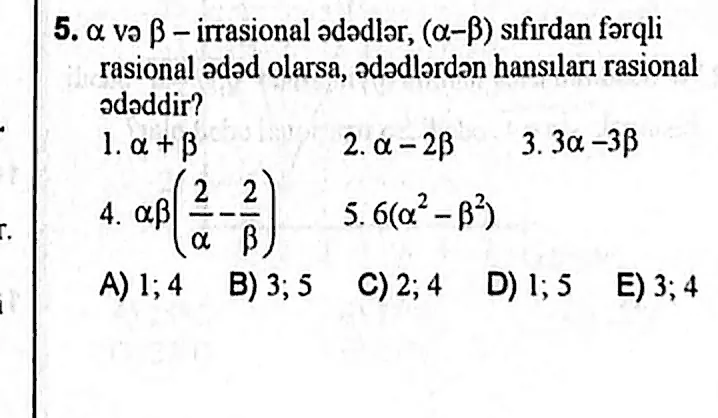 5. α və β – irrasional ədədlər, (α–β) sıfırdan fərqli
rasional ədəd olarsa, ədədlərdən hansıları rasional
ədəddir?
1. α + β 2. α – 2β 3. 3α –3β
4. αβ(2/α – 2/β) 5. 6(α² – β²)
A) 1; 4 B) 3; 5 C) 2; 4 D) 1; 5 E) 3; 4